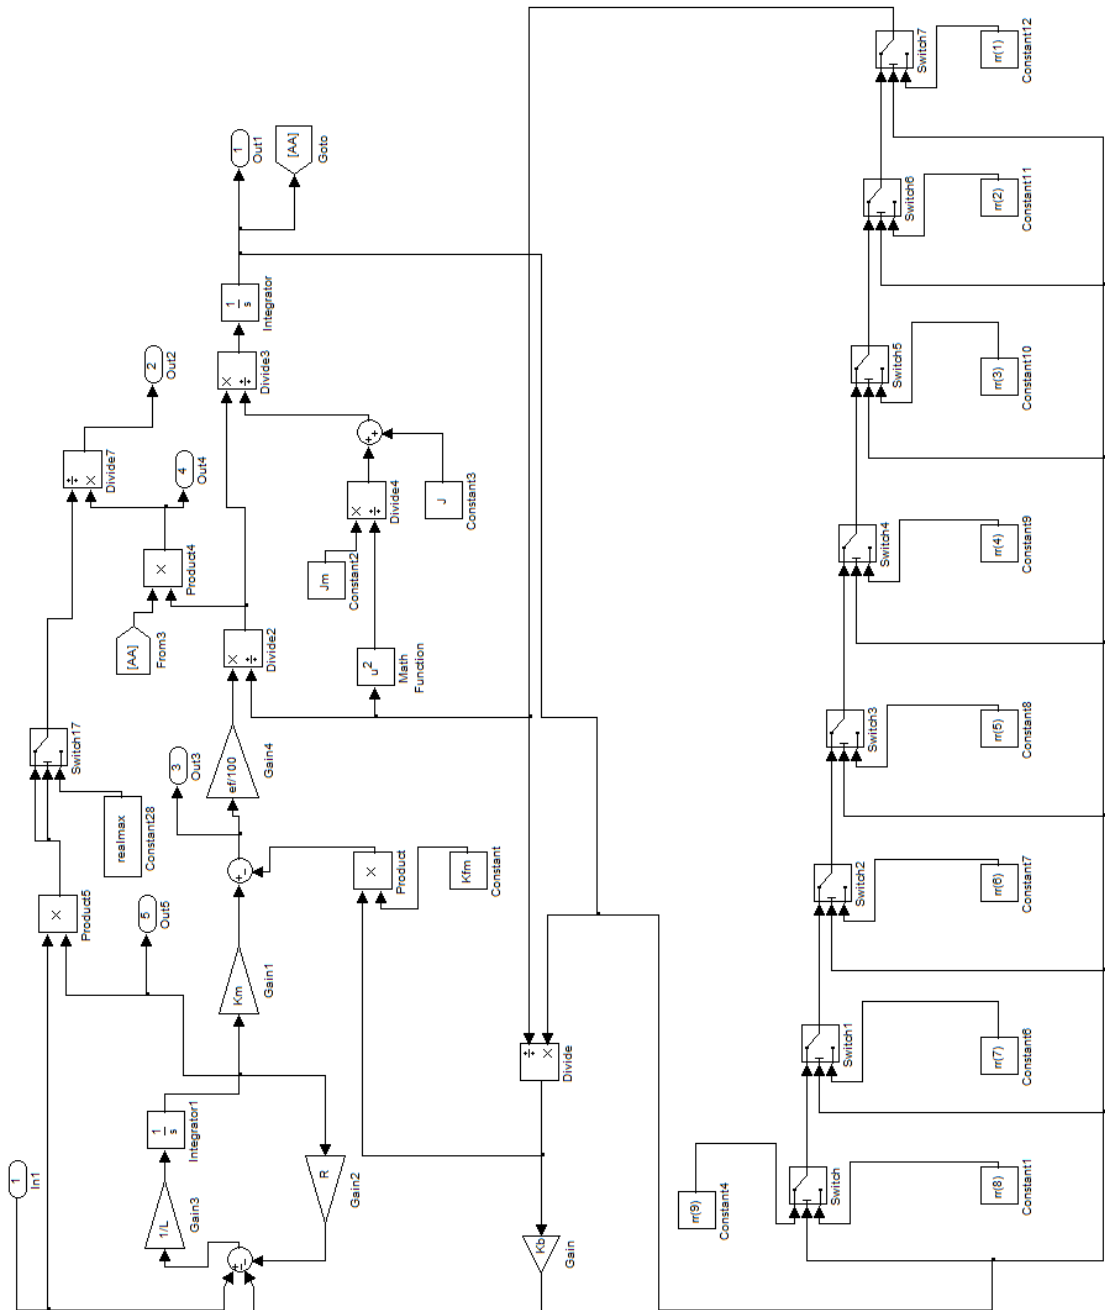 1
In1
1/L
Gain3
1
s
Integrator1
R
Gain2
Km
Gain1
×
Product5
5
Out5
realmax
Constant28
Switch17
3
Out3
ef/100
Gain4
×
Product
Kfm
Constant
[AA]
From3
×
Product4
4
Out4
÷
×
Divide7
2
Out2
×
÷
Divide2
u²
Math
Function
Jm
Constant2
×
÷
Divide4
J
Constant3
×
÷
Divide3
1
s
Integrator
1
Out1
[AA]
Goto
÷
×
Divide
Kb
Gain
rr(9)
Constant4
Switch
rr(8)
Constant1
Switch1
rr(7)
Constant6
Switch2
rr(6)
Constant7
Switch3
rr(5)
Constant8
Switch4
rr(4)
Constant9
Switch5
rr(3)
Constant10
Switch6
rr(2)
Constant11
Switch7
rr(1)
Constant12